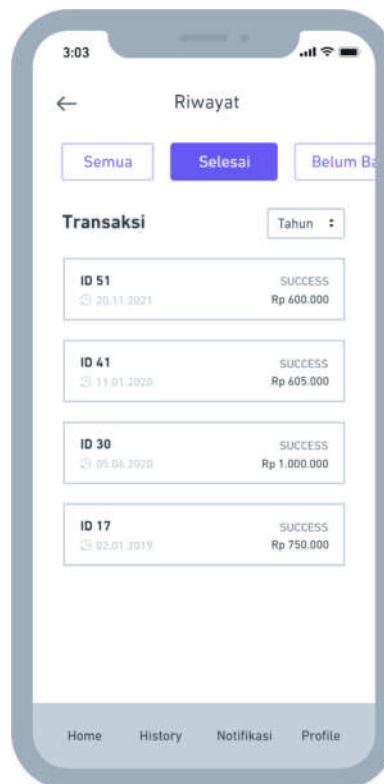 3:03
Riwayat
Semua Selesai Belum Ba
Transaksi Tahun
ID 51 SUCCESS
20.11.2021 Rp 600.000
ID 41 SUCCESS
11.01.2020 Rp 605.000
ID 30 SUCCESS
05.06.2020 Rp 1.000.000
ID 17 SUCCESS
02.01.2019 Rp 750.000
Home History Notifikasi Profile